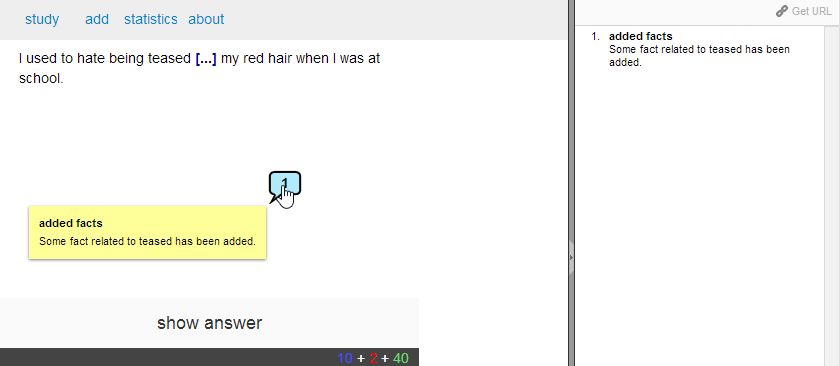 study add statistics about
I used to hate being teased [...] my red hair when I was at
school.
1
added facts
Some fact related to teased has been added.
show answer
10 + 2 + 40
Get URL
1. added facts
Some fact related to teased has been
added.